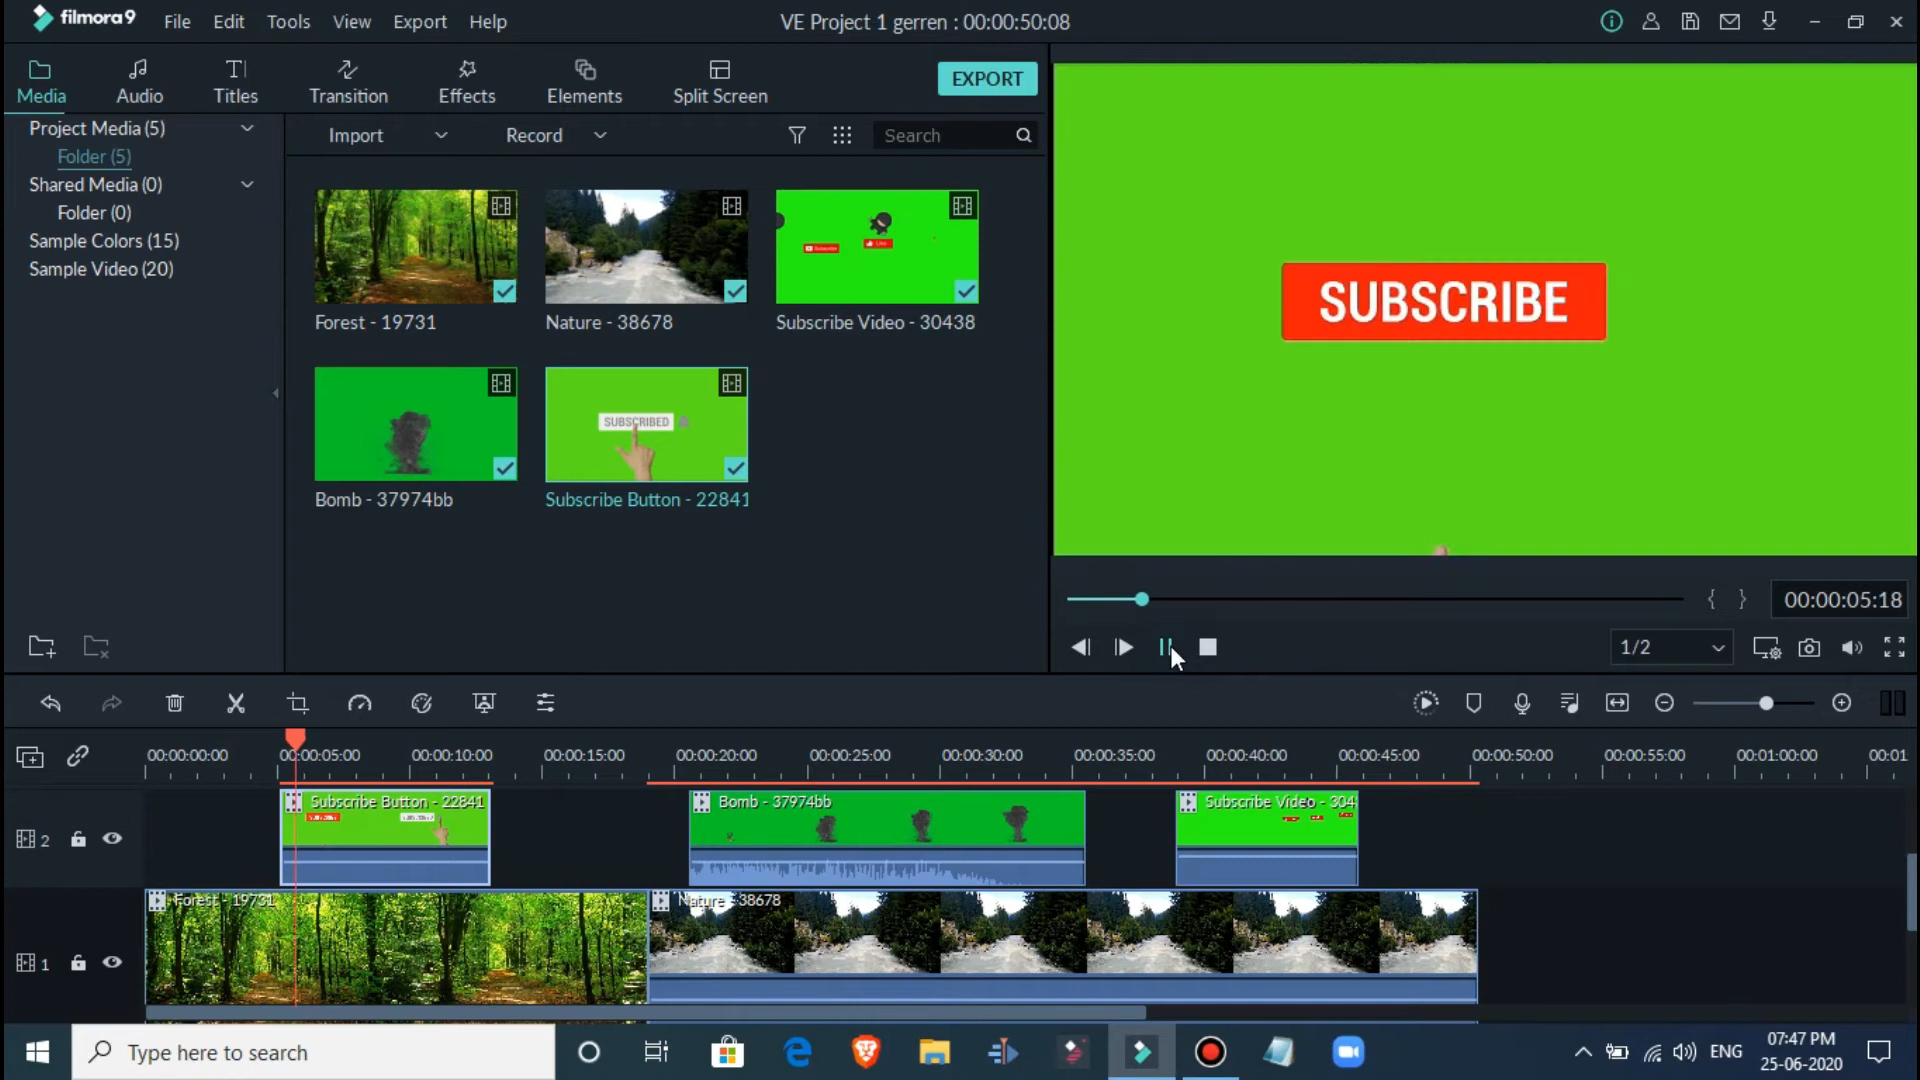 filmora9 File Edit Tools View Export Help VE Project 1 gerren : 00:00:50:08
Media Audio Titles Transition Effects Elements Split Screen EXPORT
Project Media (5)
Folder (5)
Shared Media (0)
Folder (0)
Sample Colors (15)
Sample Video (20)
Import Record Search
Forest - 19731 Nature - 38678 Subscribe Video - 30438
SUBSCRIBED
Bomb - 37974bb Subscribe Button - 22841
SUBSCRIBE
{ } 00:00:05:18
1/2
00:00:00:00 00:00:05:00 00:00:10:00 00:00:15:00 00:00:20:00 00:00:25:00 00:00:30:00 00:00:35:00 00:00:40:00 00:00:45:00 00:00:50:00 00:00:55:00 00:01:00:00 00:01
Subscribe Button - 22841 Bomb - 37974bb Subscribe Video - 304
2
Forest - 19731 Nature - 38678
1
Type here to search ENG 07:47 PM
25-06-2020